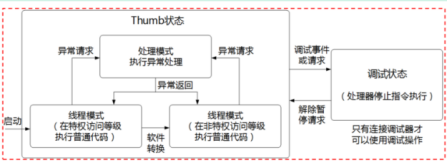 Thumb状态
异常请求
处理模式
执行异常处理
异常请求
异常返回
启动
线程模式
（在特权访问等级
执行普通代码）
软件
转换
线程模式
（在非特权访问等级
执行普通代码）
调试事件
或请求
解除暂
停请求
调试状态
（处理器停止指令执行）
只有连接调试器才
可以使用调试操作